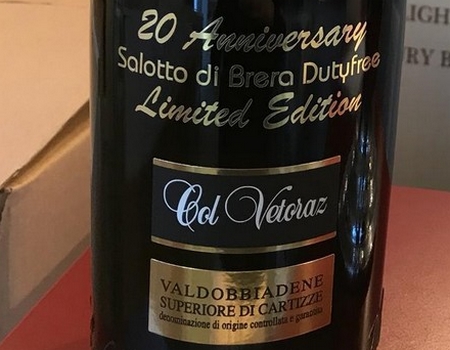 20 Anniversary
Salotto di Brera Dutyfree
Limited Edition
Col Vetoraz
VALDOBBIADENE
SUPERIORE DI CARTIZZE
denominazione di origine controllata e garantita